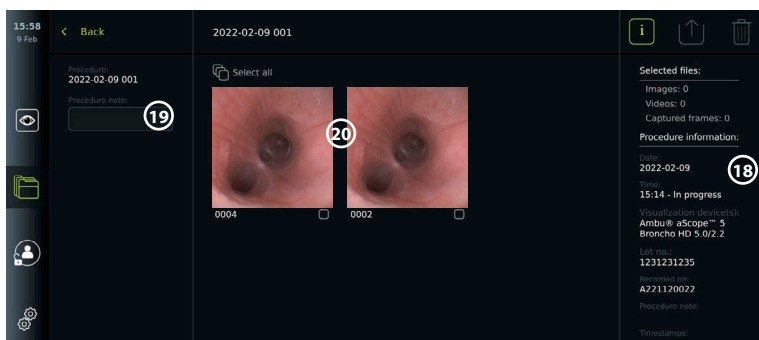 15:58
9 Feb
Back
2022-02-09 001
i
Procedure:
2022-02-09 001
Procedure note:
19
Select all
20
0004
0002
Selected files:
Images: 0
Videos: 0
Captured frames: 0
Procedure information:
18
Date:
2022-02-09
Time:
15:14 - In progress
Visualization device(s):
Ambu® aScope™ 5
Broncho HD 5.0/2.2
Lot no.:
1231231235
Recorded on:
A221120022
Procedure note:
Timestamps: